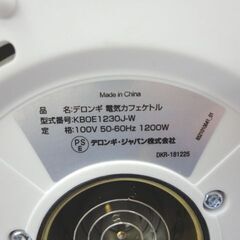 Made in China
品名:デロンギ 電気カフェケトル
型式番号:KBOE1230J-W
定 格:100V 50-60Hz 1200W
PS
E
デロンギ・ジャパン株式会社
DKR-181225